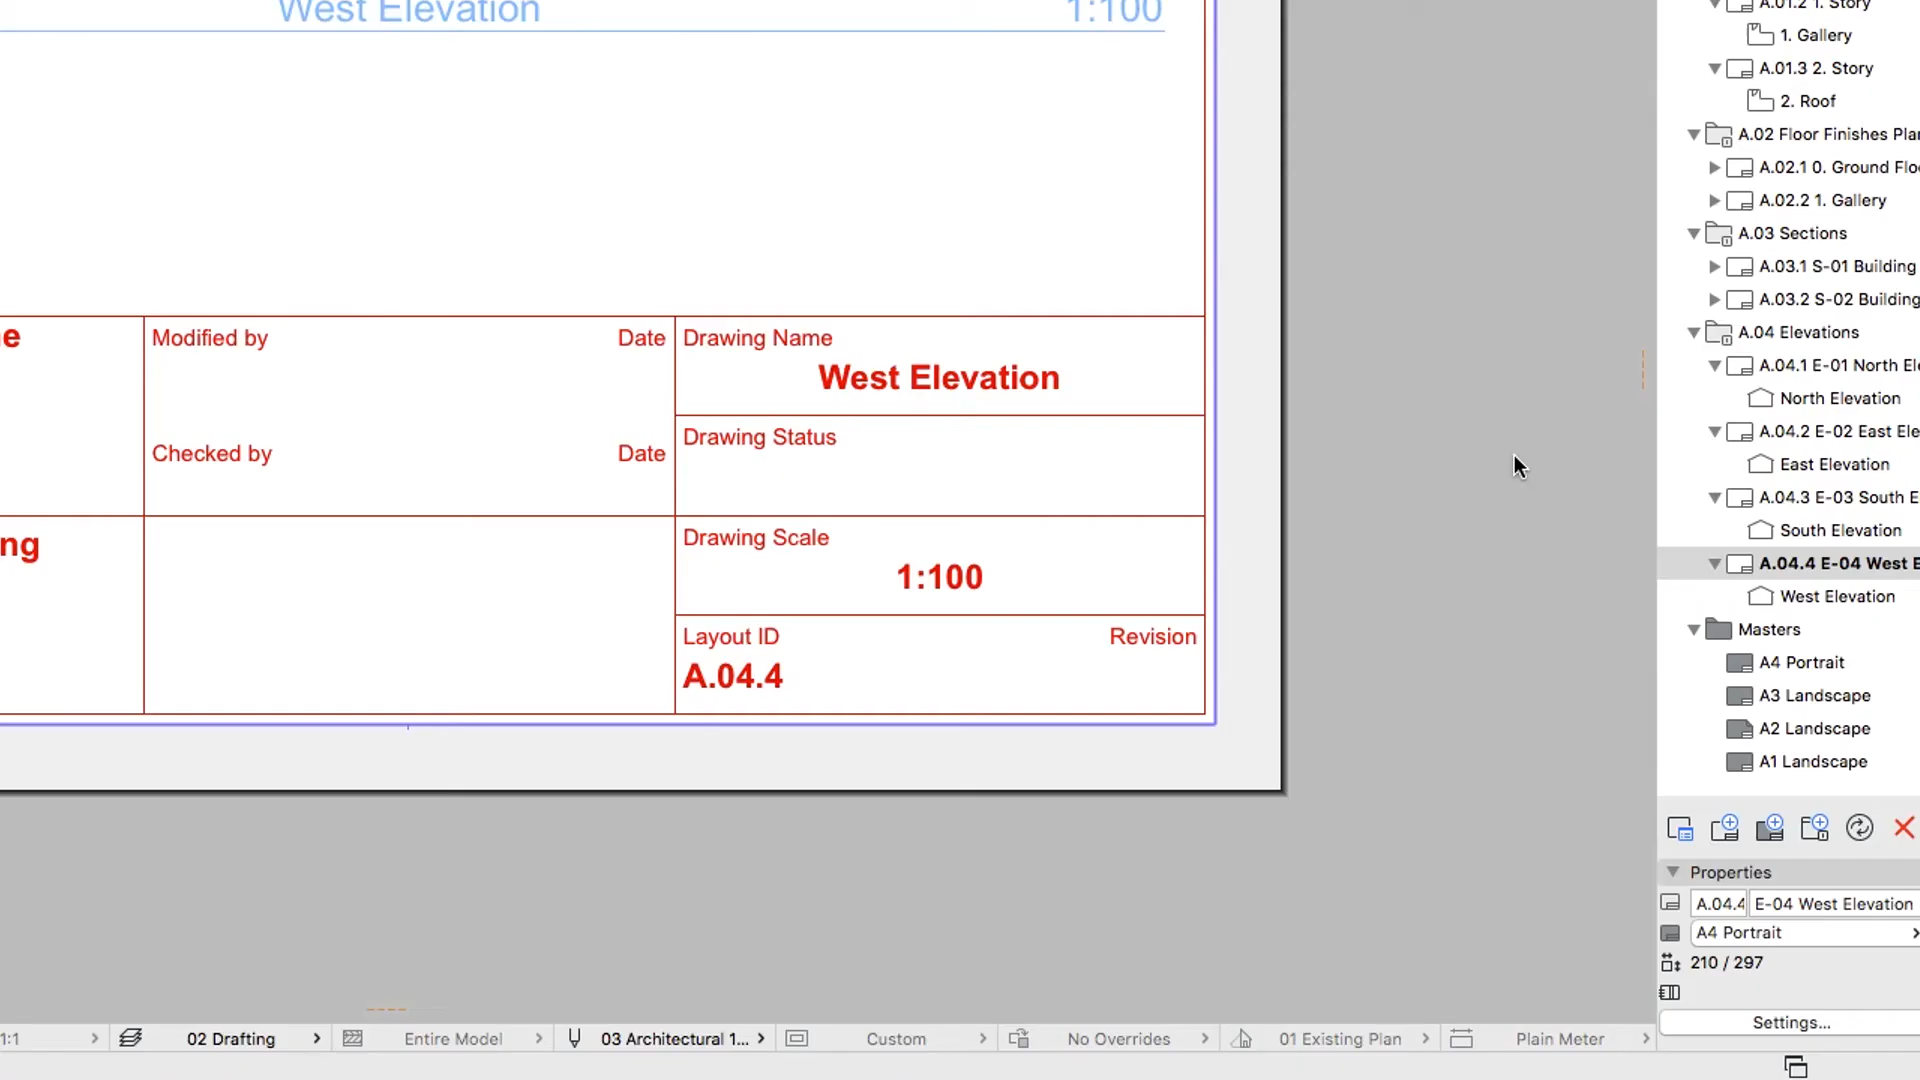 West Elevation 1:100
e
Modified by Date
Checked by Date
ng
Drawing Name
West Elevation
Drawing Status
Drawing Scale
1:100
Layout ID Revision
A.04.4
A.01.2 1. Story
1. Gallery
A.01.3 2. Story
2. Roof
A.02 Floor Finishes Pla
A.02.1 0. Ground Flo
A.02.2 1. Gallery
A.03 Sections
A.03.1 S-01 Building
A.03.2 S-02 Building
A.04 Elevations
A.04.1 E-01 North El
North Elevation
A.04.2 E-02 East Ele
East Elevation
A.04.3 E-03 South E
South Elevation
A.04.4 E-04 West E
West Elevation
Masters
A4 Portrait
A3 Landscape
A2 Landscape
A1 Landscape
Properties
A.04.4 E-04 West Elevation
A4 Portrait
210 / 297
Settings...
1:1 02 Drafting Entire Model 03 Architectural 1... Custom No Overrides 01 Existing Plan Plain Meter